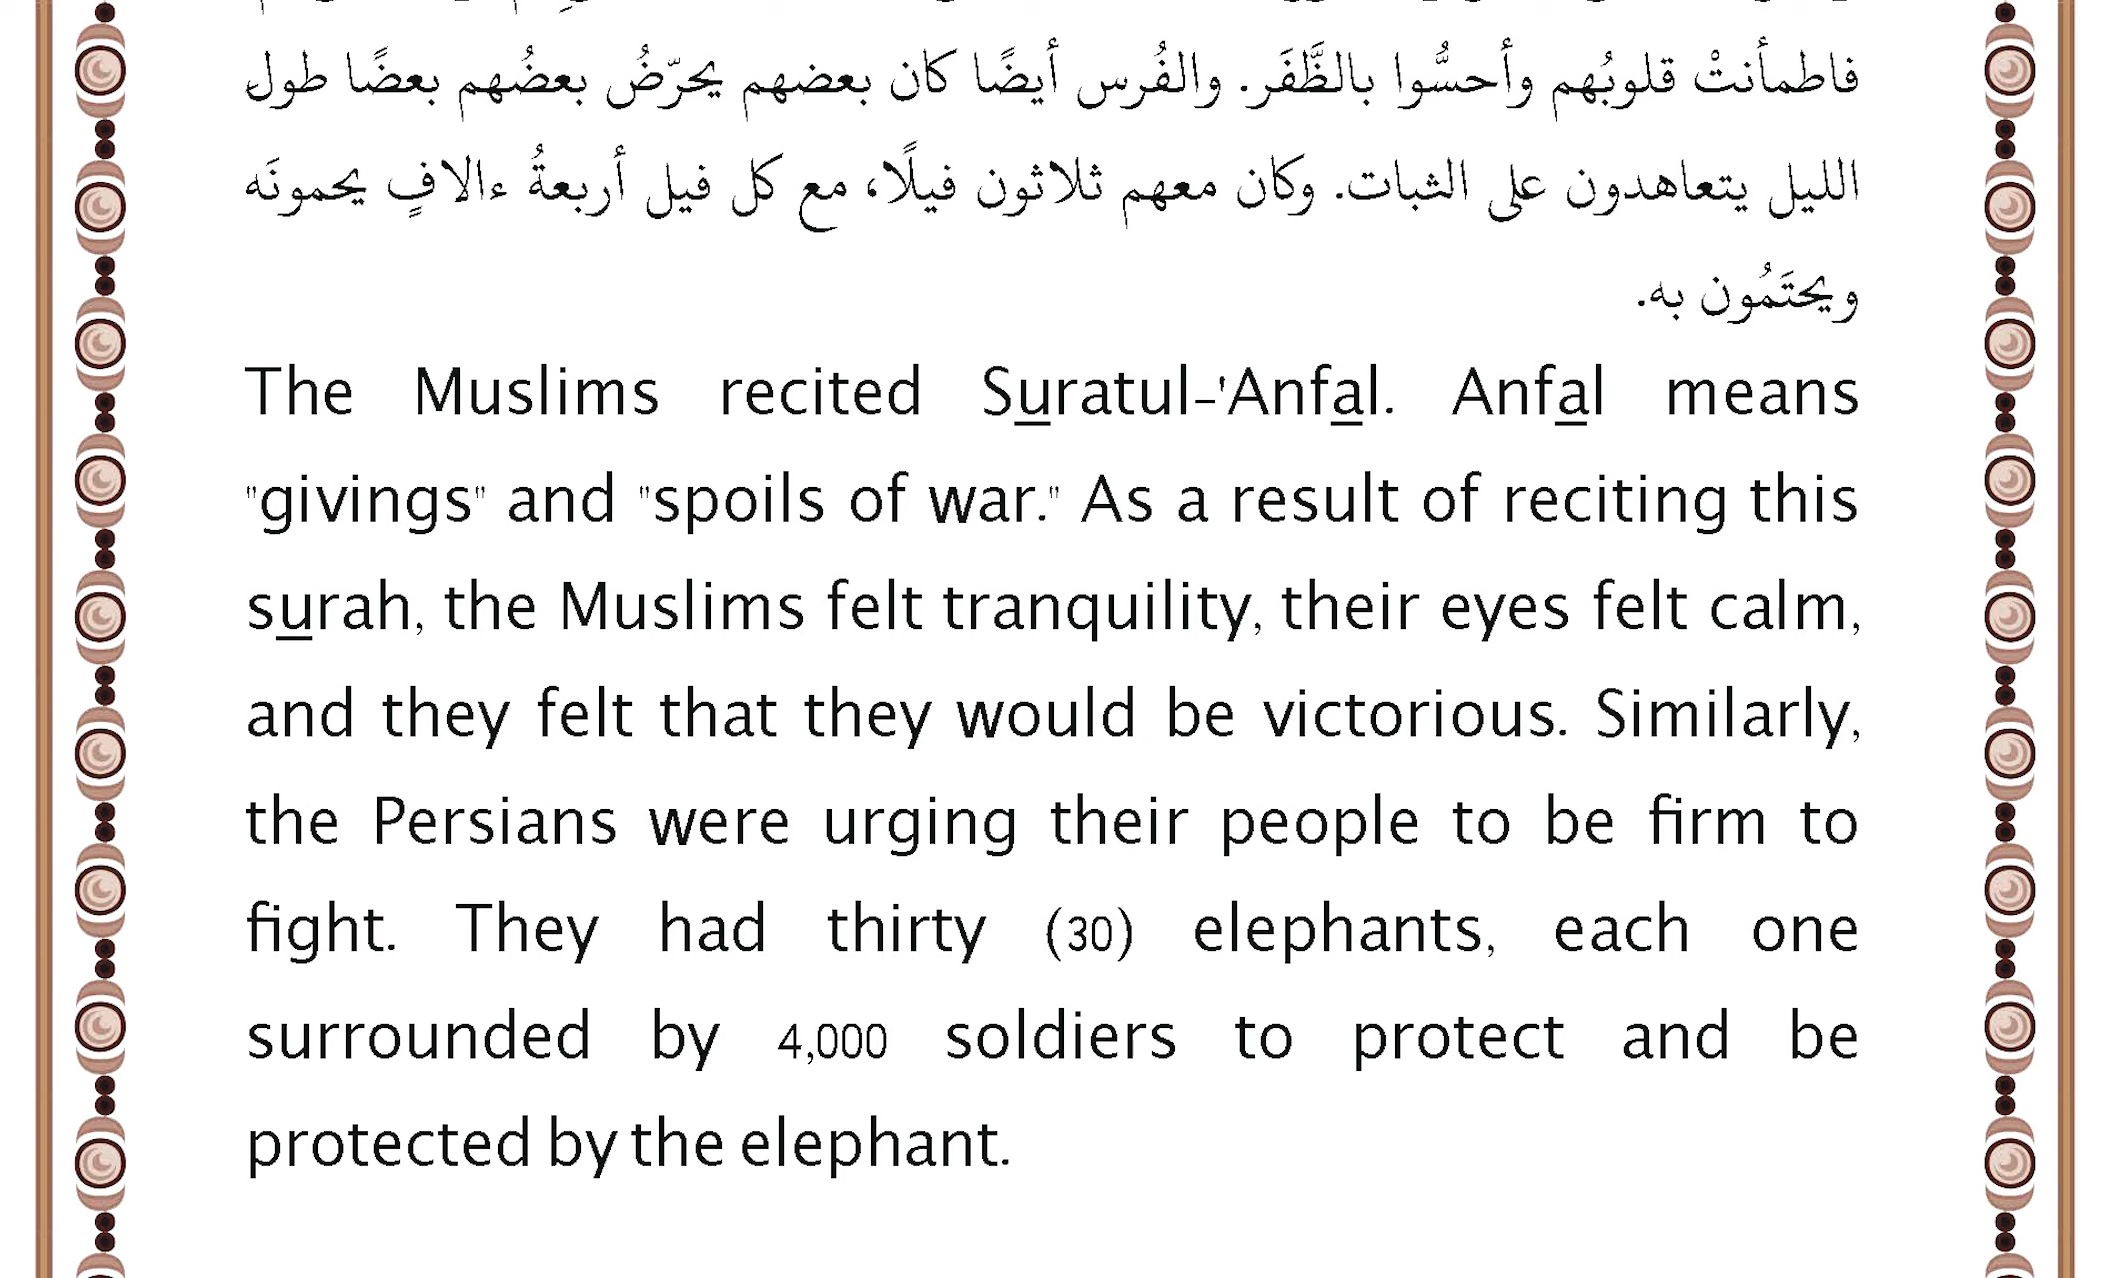 فاطمأنتْ قلوبُهم وأحسُّوا بالظَّفَر. والفُرس أيضًا كان بعضهم يحرّضُ بعضُهم بعضًا طول
الليل يتعاهدون على الثبات. وكان معهم ثلاثون فيلًا، مع كل فيل أربعةُ ءالافٍ يحمونَه
ويحتَمُون به.
The Muslims recited Suratul-'Anfal. Anfal means
"givings" and "spoils of war." As a result of reciting this
surah, the Muslims felt tranquility, their eyes felt calm,
and they felt that they would be victorious. Similarly,
the Persians were urging their people to be firm to
fight. They had thirty (30) elephants, each one
surrounded by 4,000 soldiers to protect and be
protected by the elephant.